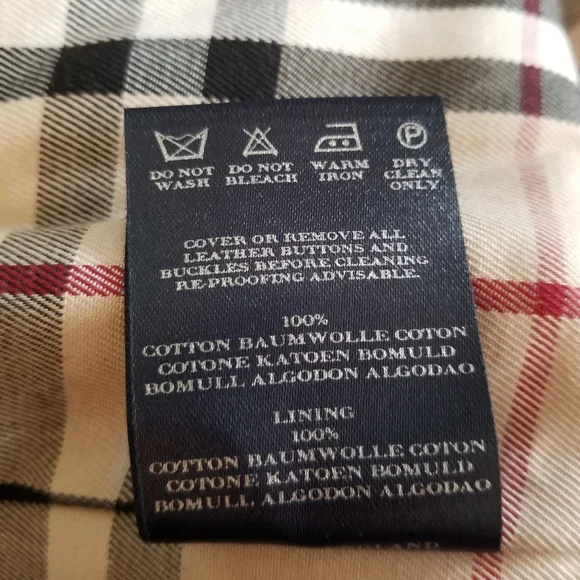 DO NOT WASH
DO NOT BLEACH
WARM IRON
P
DRY CLEAN ONLY
COVER OR REMOVE ALL
LEATHER BUTTONS AND
BUCKLES BEFORE CLEANING
RE-PROOFING ADVISABLE.
100%
COTTON BAUMWOLLE COTON
COTONE KATOEN BOMULD
BOMULL ALGODON ALGODAO
LINING
100%
COTTON BAUMWOLLE COTON
COTONE KATOEN BOMULD
BOMULL ALGODON ALGODAO